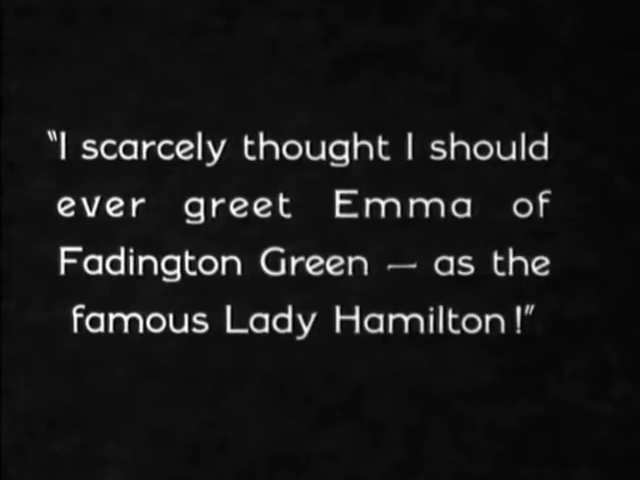 "I scarcely thought I should
ever greet Emma of
Fadington Green — as the
famous Lady Hamilton!"